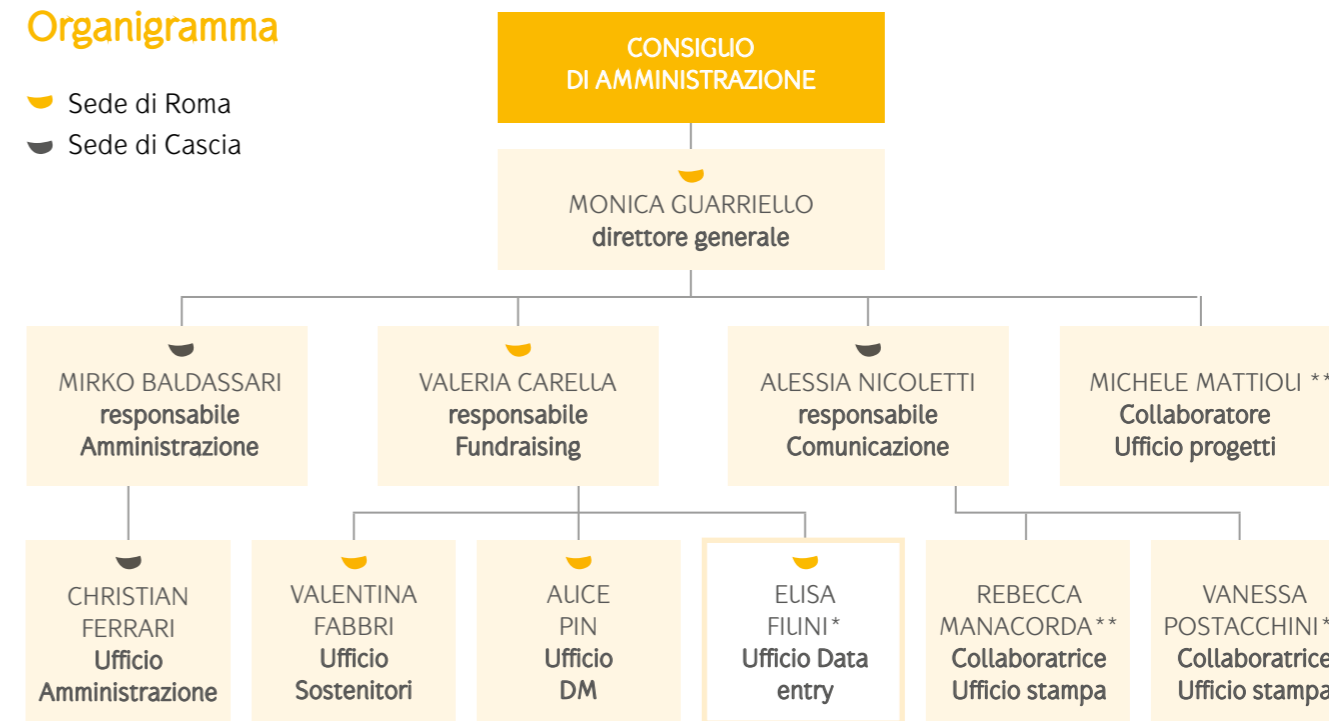 Organigramma
Sede di Roma
Sede di Cascia
CONSIGLIO
DI AMMINISTRAZIONE
MONICA GUARRIELLO
direttore generale
MIRKO BALDASSARI
responsabile
Amministrazione
VALERIA CARELLA
responsabile
Fundraising
ALESSIA NICOLETTI
responsabile
Comunicazione
MICHELE MATTIOLI **
Collaboratore
Ufficio progetti
CHRISTIAN
FERRARI
Ufficio
Amministrazione
VALENTINA
FABBRI
Ufficio
Sostenitori
ALICE
PIN
Ufficio
DM
ELISA
FILINI*
Ufficio Data
entry
REBECCA
MANACORDA**
Collaboratrice
Ufficio stampa
VANESSA
POSTACCHINI*
Collaboratrice
Ufficio stampa